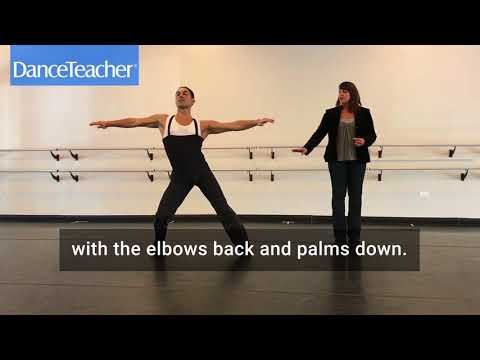 DanceTeacher®
with the elbows back and palms down.